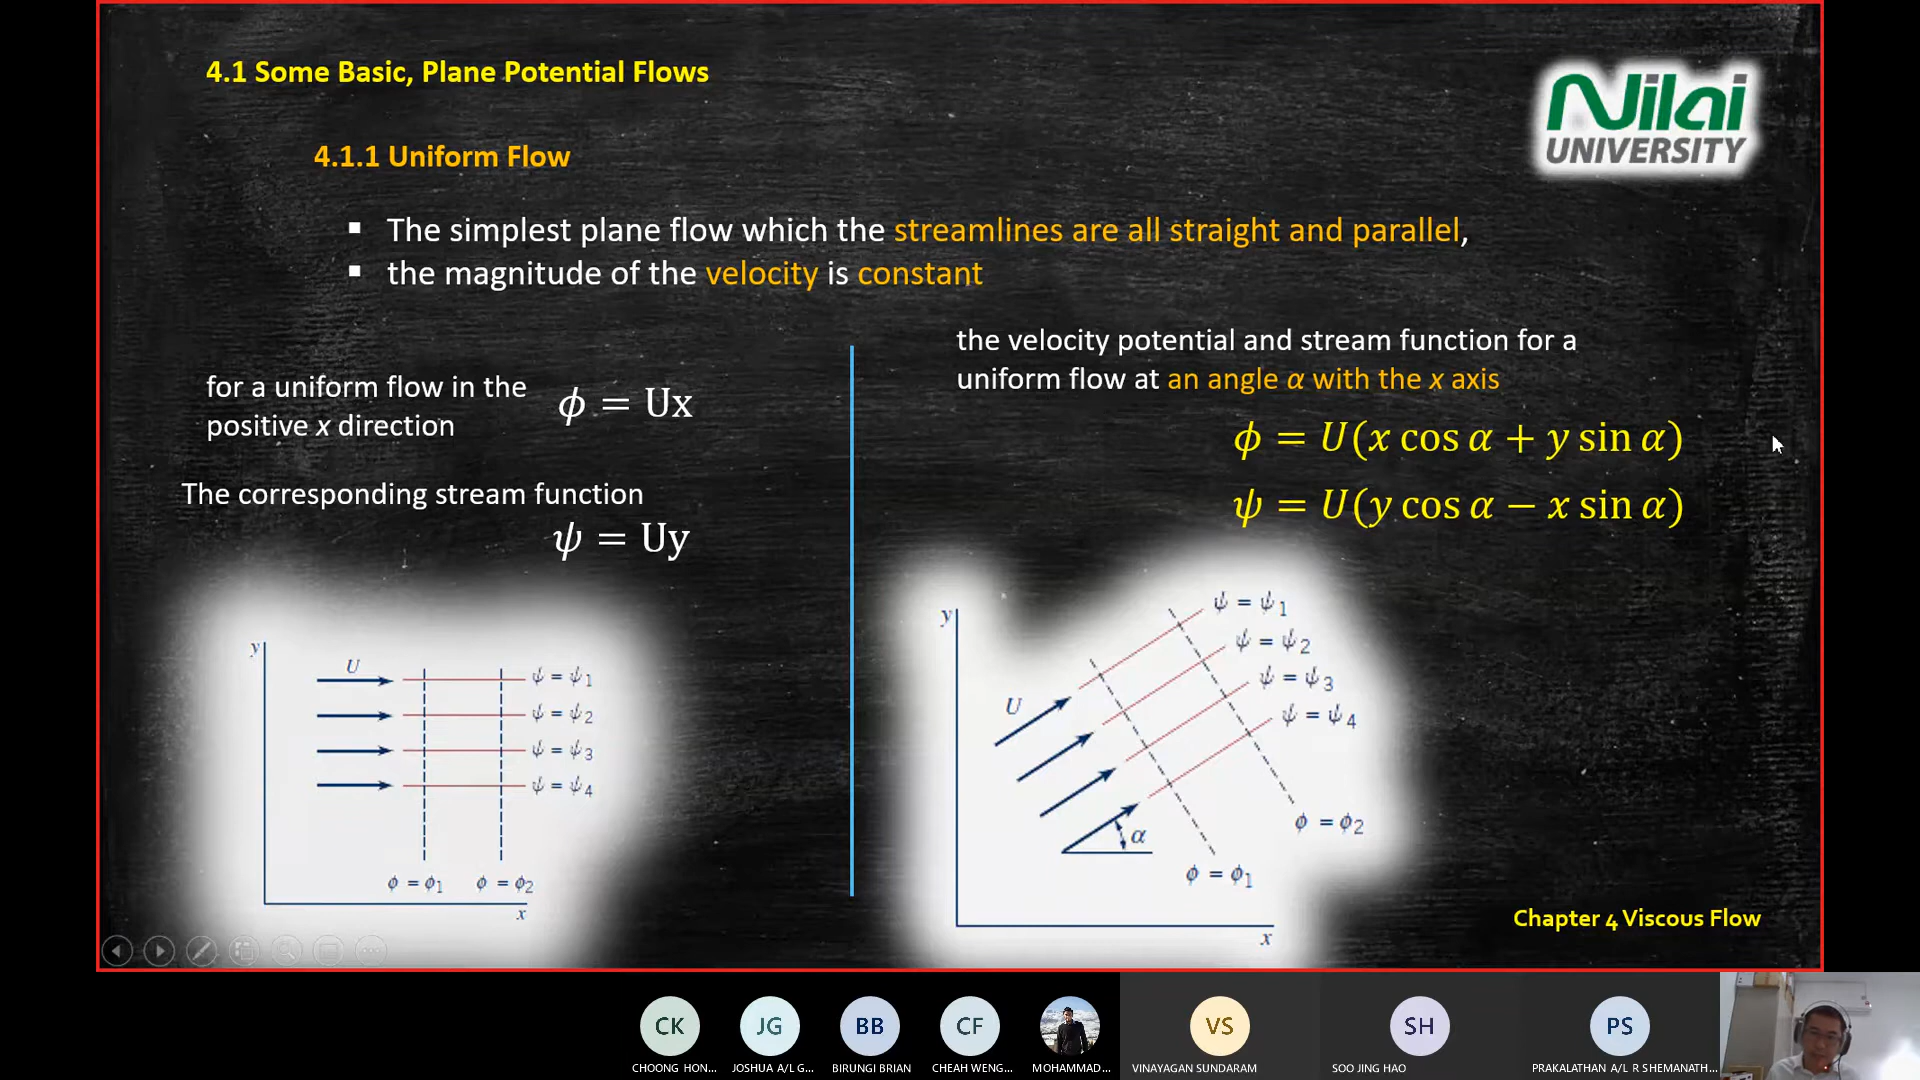 4.1 Some Basic, Plane Potential Flows
Nilai
UNIVERSITY
4.1.1 Uniform Flow
▪ The simplest plane flow which the streamlines are all straight and parallel,
▪ the magnitude of the velocity is constant
for a uniform flow in the
positive x direction
ϕ = Ux
The corresponding stream function
ψ = Uy
the velocity potential and stream function for a
uniform flow at an angle α with the x axis
ϕ = U(x cos α + y sin α)
ψ = U(y cos α − x sin α)
y
U
ψ = ψ1
ψ = ψ2
ψ = ψ3
ψ = ψ4
ϕ = ϕ1
ϕ = ϕ2
x
y
U
ψ = ψ1
ψ = ψ2
ψ = ψ3
ψ = ψ4
α
ϕ = ϕ2
ϕ = ϕ1
x
Chapter 4 Viscous Flow
CK
JG
BB
CF
VS
SH
PS
CHOONG HON...
JOSHUA A/L G...
BIRUNGI BRIAN
CHEAH WENG...
MOHAMMAD...
VINAYAGAN SUNDARAM
SOO JING HAO
PRAKALATHAN A/L R SHEMANATH...